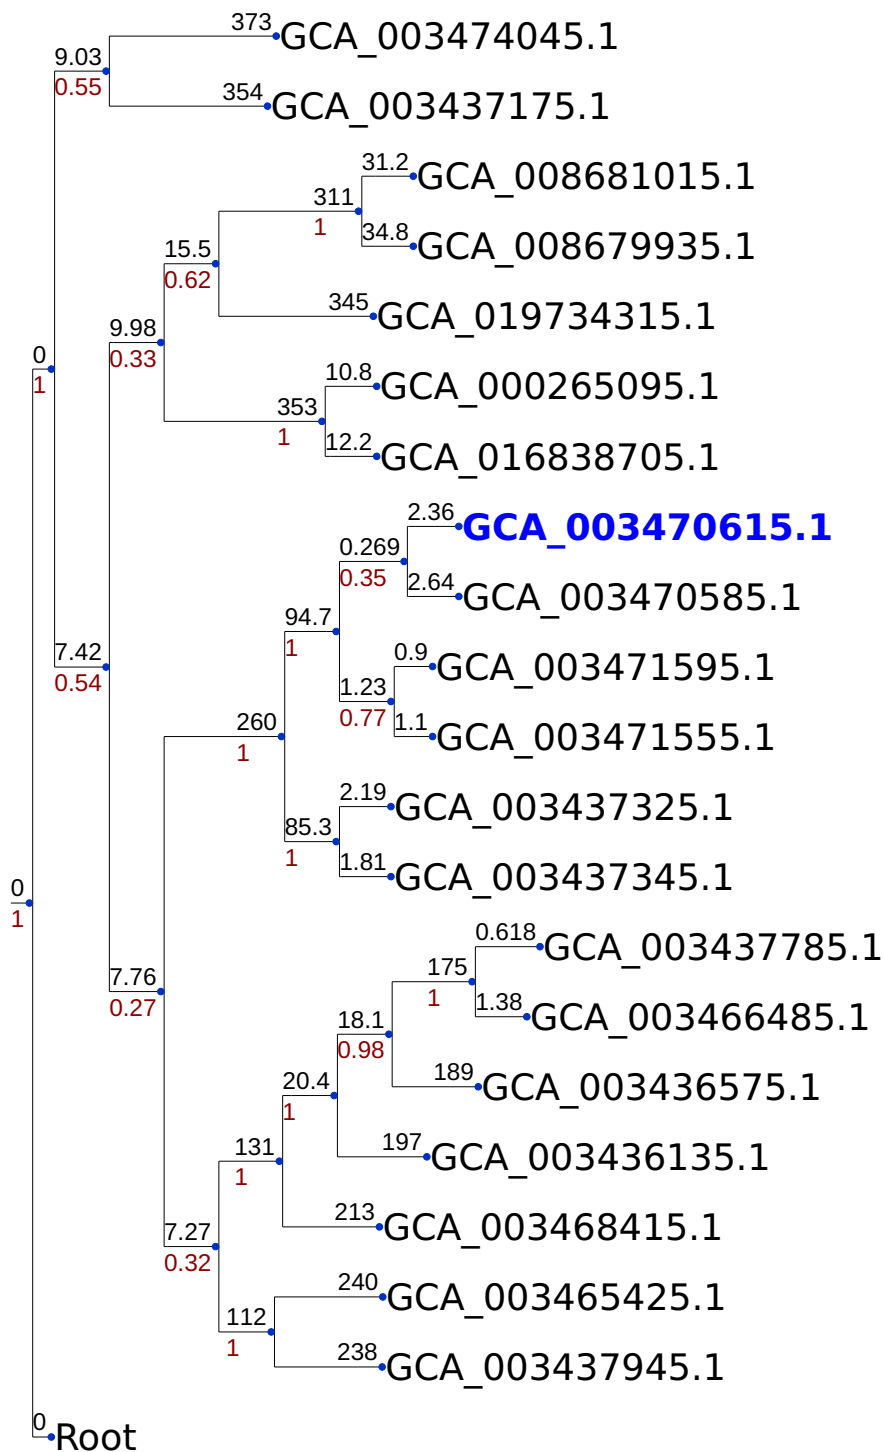 373
GCA_003474045.1
9.03
0.55
354
GCA_003437175.1
31.2
GCA_008681015.1
311
1
34.8
GCA_008679935.1
15.5
0.62
345
GCA_019734315.1
9.98
0.33
0
1
10.8
GCA_000265095.1
353
1
12.2
GCA_016838705.1
2.36
GCA_003470615.1
0.269
0.35
2.64
GCA_003470585.1
94.7
1
0.9
GCA_003471595.1
7.42
0.54
1.23
0.77
1.1
GCA_003471555.1
260
1
2.19
GCA_003437325.1
85.3
1
1.81
GCA_003437345.1
0
1
0.618
GCA_003437785.1
175
1
7.76
0.27
1.38
GCA_003466485.1
18.1
0.98
189
GCA_003436575.1
20.4
1
197
GCA_003436135.1
131
1
213
GCA_003468415.1
7.27
0.32
240
GCA_003465425.1
112
1
238
GCA_003437945.1
0
Root